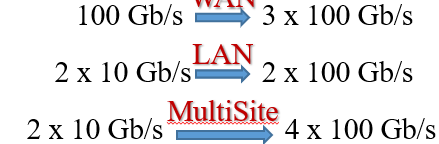 WAN
100 Gb/s 3 x 100 Gb/s
LAN
2 x 10 Gb/s 2 x 100 Gb/s
MultiSite
2 x 10 Gb/s 4 x 100 Gb/s